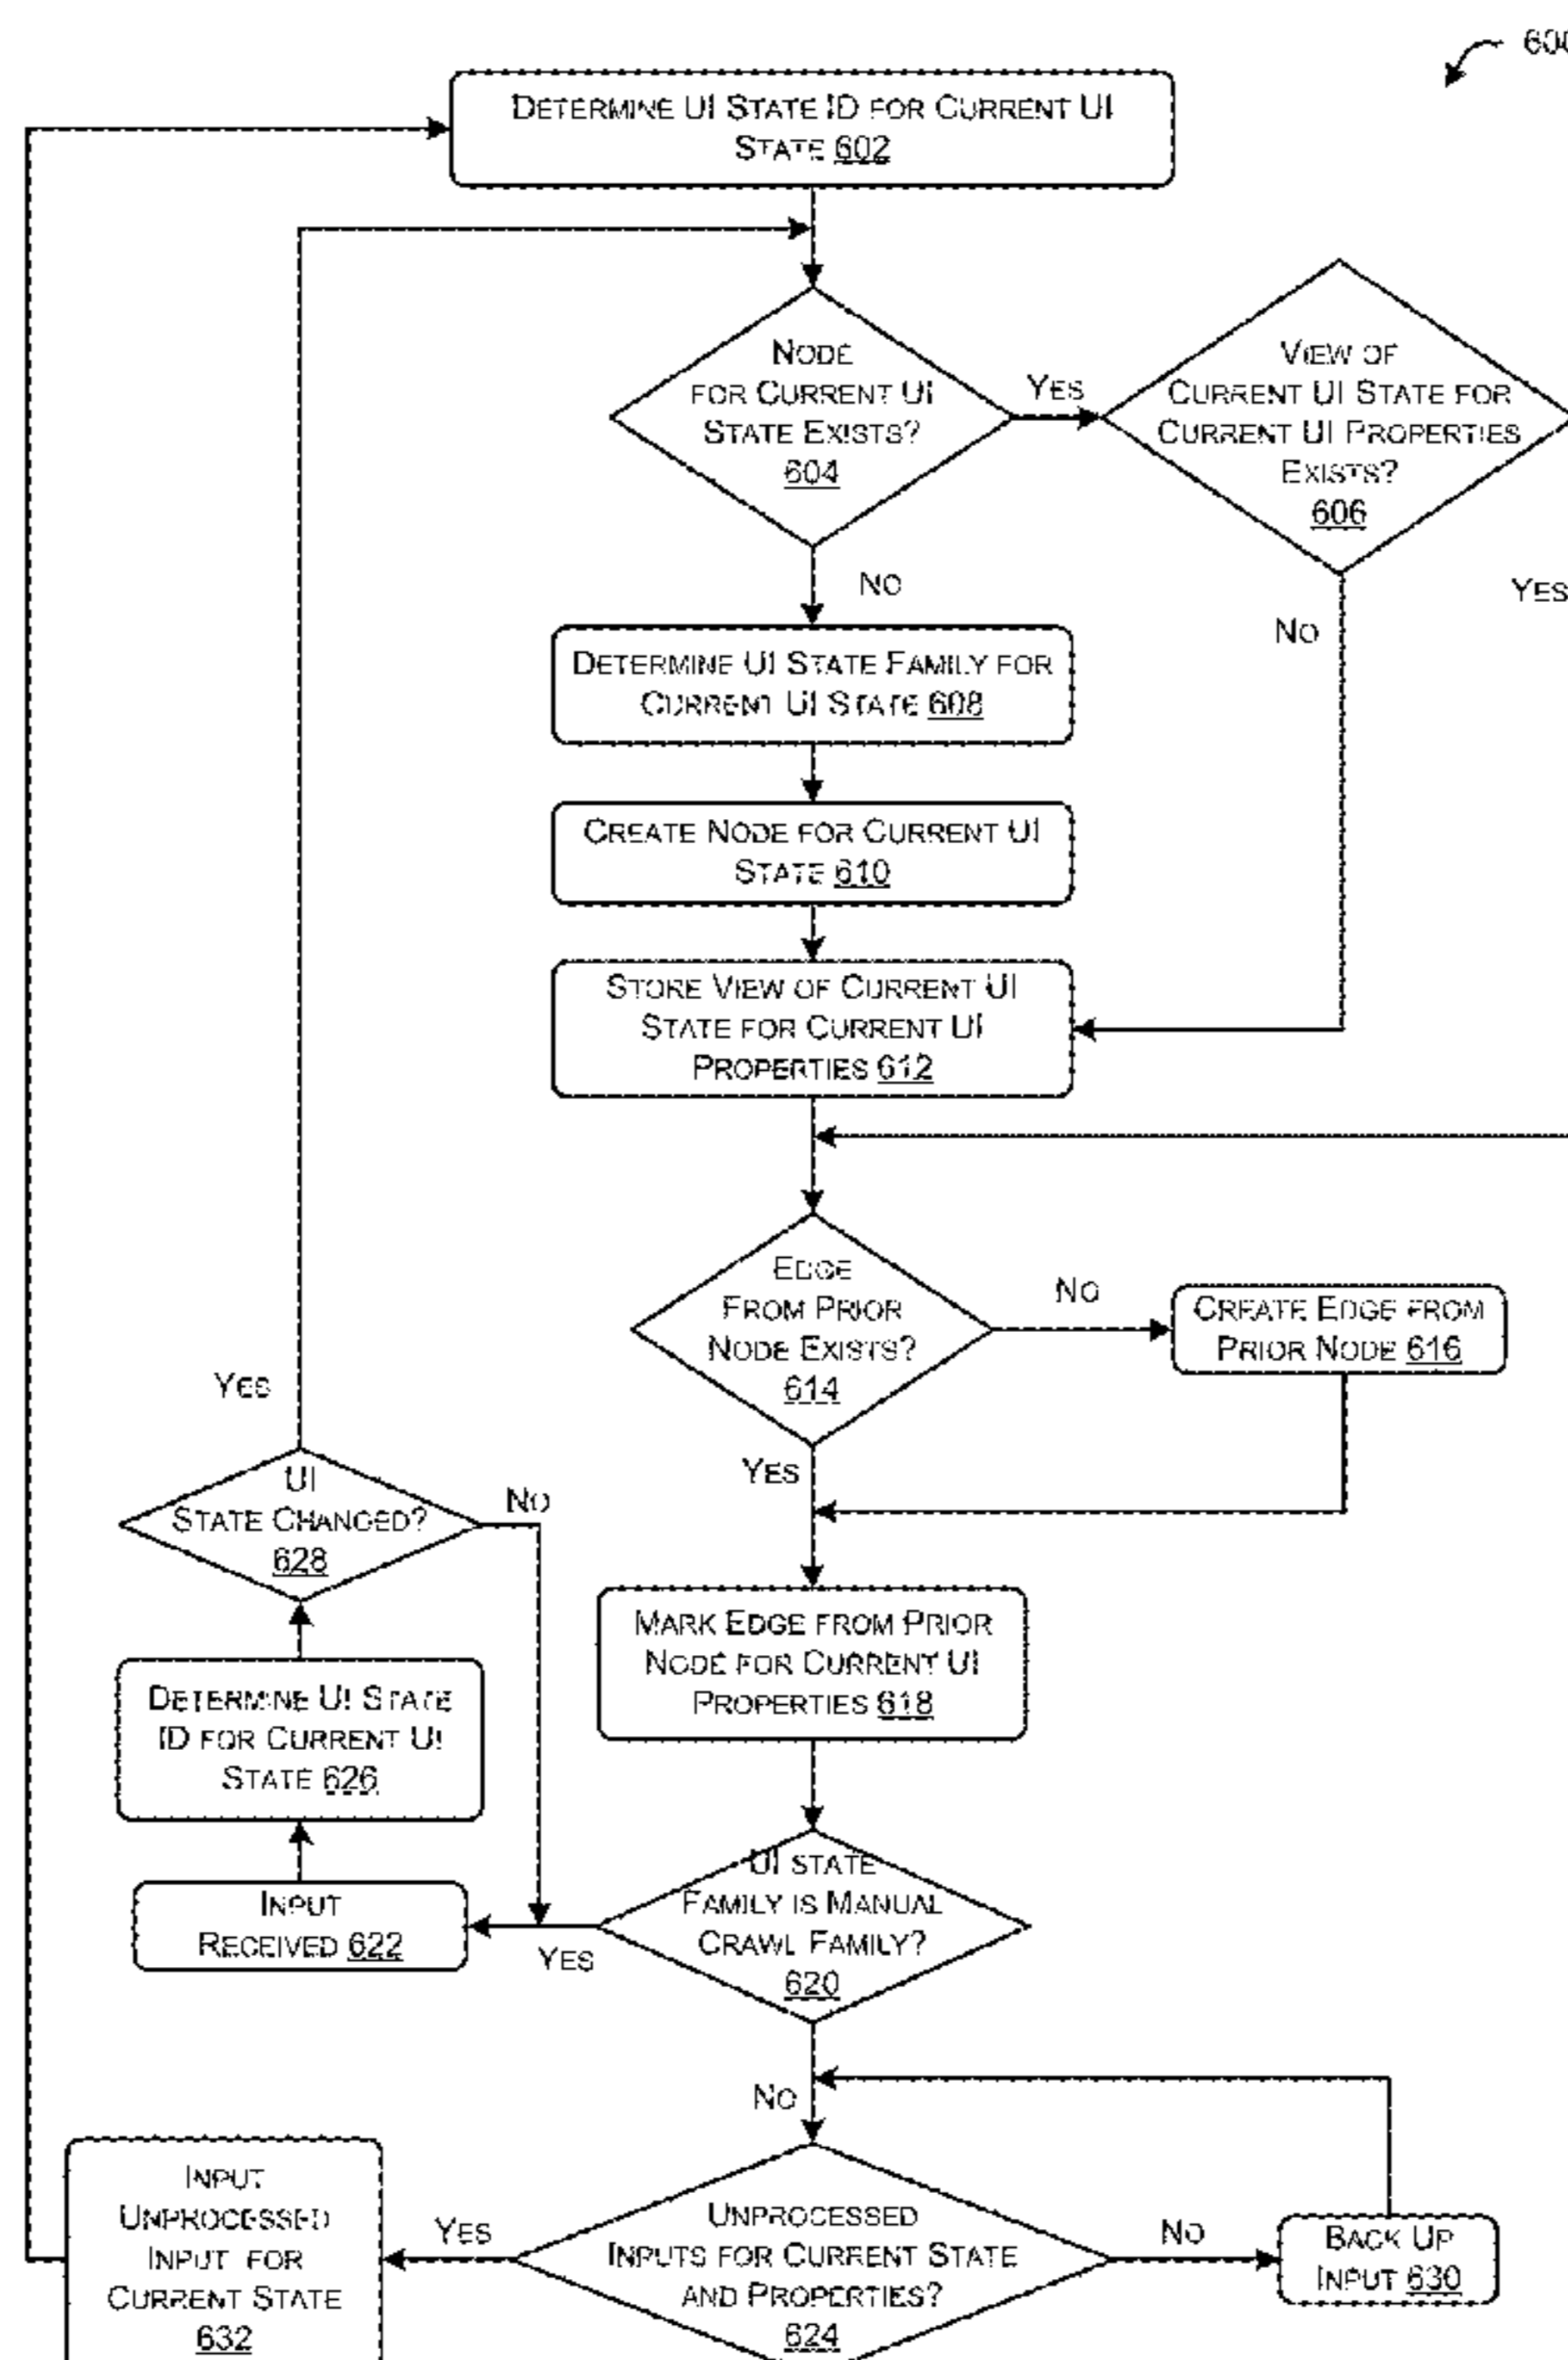 600
DETERMINE UI STATE ID FOR CURRENT UI
STATE 602
NODE
FOR CURRENT UI
STATE EXISTS?
604
YES
VIEW OF
CURRENT UI STATE FOR
CURRENT UI PROPERTIES
EXISTS?
606
NO
YES
NO
DETERMINE UI STATE FAMILY FOR
CURRENT UI STATE 608
CREATE NODE FOR CURRENT UI
STATE 610
STORE VIEW OF CURRENT UI
STATE FOR CURRENT UI
PROPERTIES 612
EDGE
FROM PRIOR
NODE EXISTS?
614
NO
CREATE EDGE FROM
PRIOR NODE 616
YES
YES
UI
STATE CHANGED?
628
NO
MARK EDGE FROM PRIOR
NODE FOR CURRENT UI
PROPERTIES 618
DETERMINE UI STATE
ID FOR CURRENT UI
STATE 626
UI STATE
FAMILY IS MANUAL
CRAWL FAMILY?
620
INPUT
RECEIVED 622
YES
NO
INPUT
UNPROCESSED
INPUT FOR
CURRENT STATE
632
YES
UNPROCESSED
INPUTS FOR CURRENT STATE
AND PROPERTIES?
624
NO
BACK UP
INPUT 630